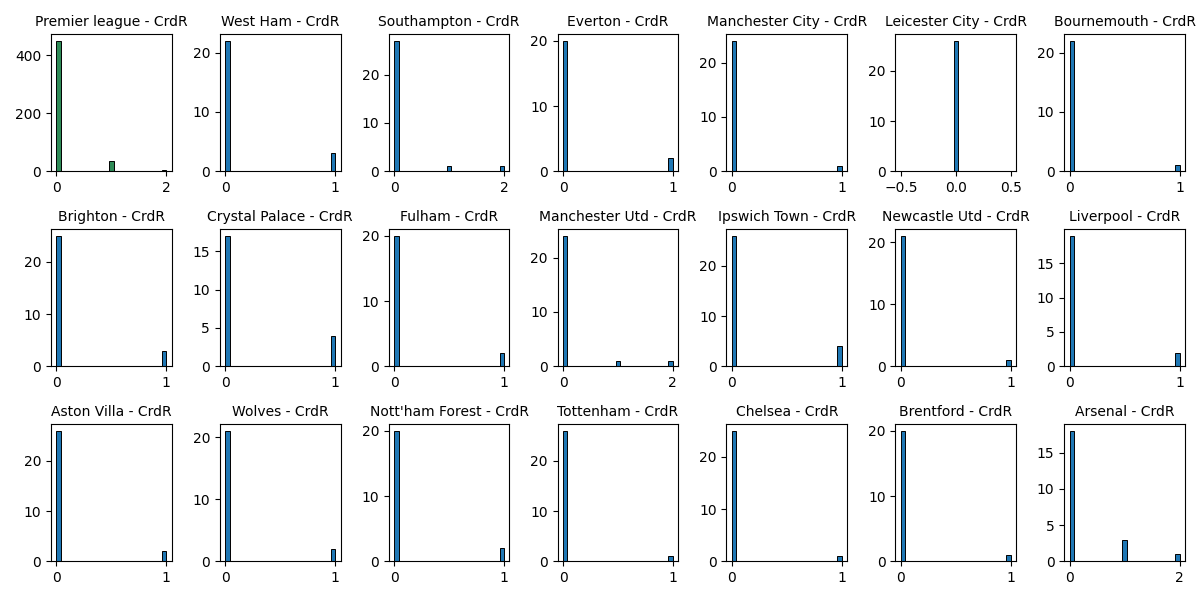 Premier league - CrdR West Ham - CrdR Southampton - CrdR Everton - CrdR Manchester City - CrdR Leicester City - CrdR Bournemouth - CrdR
400 200 0 20 10 0 20 10 0 20 10 0 20 10 0 20 10 0 20 10 0
0 2 0 1 0 2 0 1 0 1 −0.5 0.0 0.5 0 1
Brighton - CrdR Crystal Palace - CrdR Fulham - CrdR Manchester Utd - CrdR Ipswich Town - CrdR Newcastle Utd - CrdR Liverpool - CrdR
20 10 0 15 10 5 0 20 10 0 20 10 0 20 10 0 20 10 0 15 10 5 0
0 1 0 1 0 1 0 2 0 1 0 1 0 1
Aston Villa - CrdR Wolves - CrdR Nott'ham Forest - CrdR Tottenham - CrdR Chelsea - CrdR Brentford - CrdR Arsenal - CrdR
20 10 0 20 10 0 20 10 0 20 10 0 20 10 0 20 10 0 15 10 5 0
0 1 0 1 0 1 0 1 0 1 0 1 0 2